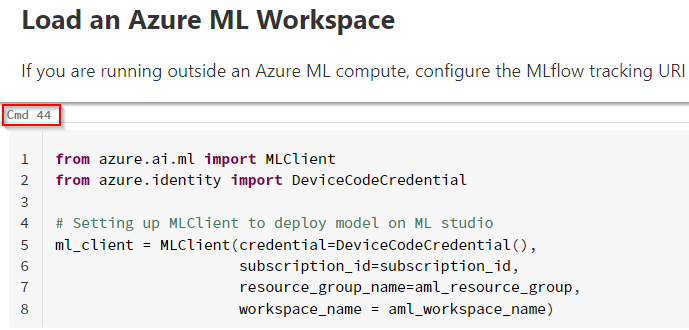 Load an Azure ML Workspace
If you are running outside an Azure ML compute, configure the MLflow tracking URI
Cmd 44
1 from azure.ai.ml import MLClient
2 from azure.identity import DeviceCodeCredential
3
4 # Setting up MLClient to deploy model on ML studio
5 ml_client = MLClient(credential=DeviceCodeCredential(),
6 subscription_id=subscription_id,
7 resource_group_name=aml_resource_group,
8 workspace_name = aml_workspace_name)